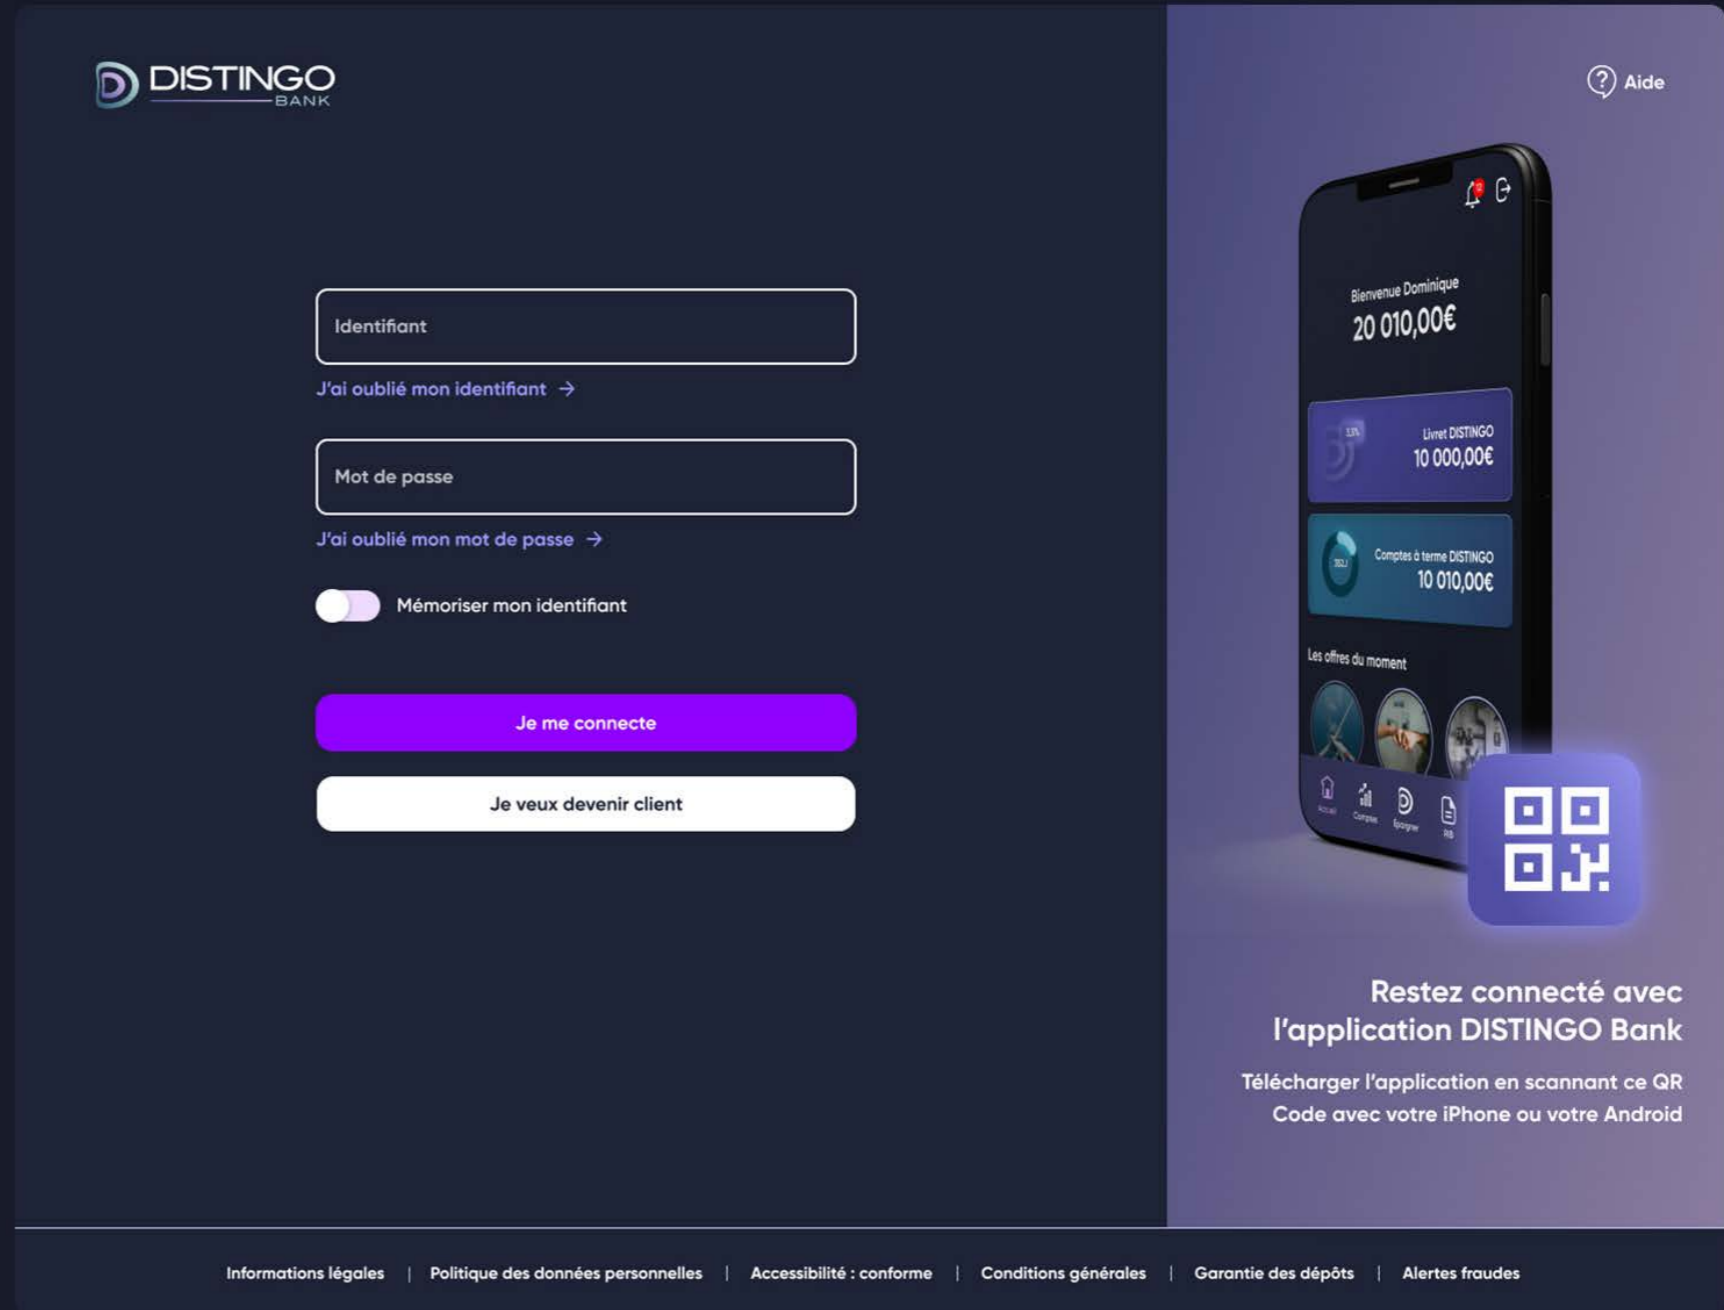 DISTINGO
BANK
Aide
Identifiant
J'ai oublié mon identifiant →
Mot de passe
J'ai oublié mon mot de passe →
Mémoriser mon identifiant
Je me connecte
Je veux devenir client
Bienvenue Dominique
20 010,00€
Livret DISTINGO
10 000,00€
Comptes à terme DISTINGO
10 010,00€
Les offres du moment
Accueil
Comptes
Épargner
RIB
Restez connecté avec
l'application DISTINGO Bank
Télécharger l'application en scannant ce QR
Code avec votre iPhone ou votre Android
Informations légales | Politique des données personnelles | Accessibilité : conforme | Conditions générales | Garantie des dépôts | Alertes fraudes